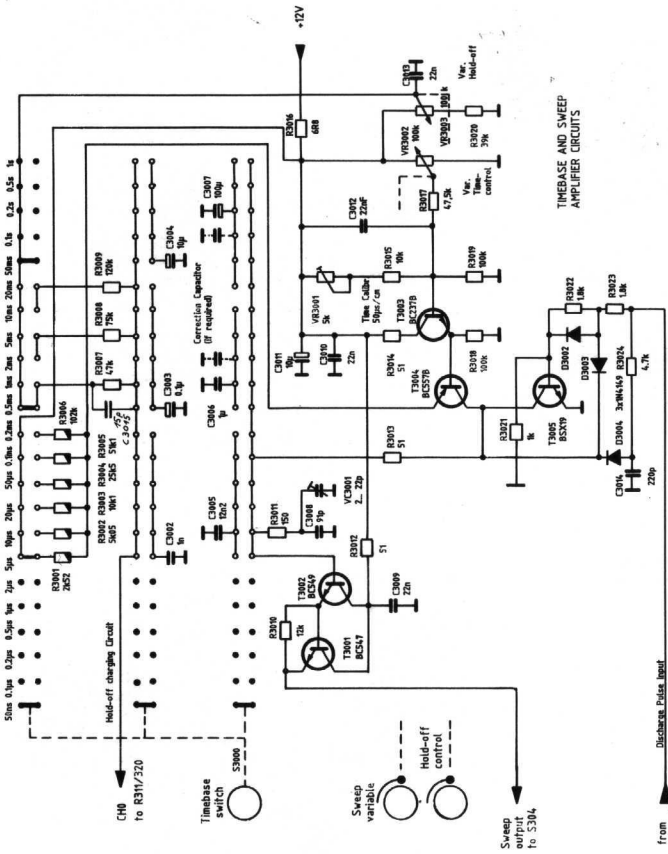 50ns 0.1µs 0.2µs 0.5µs 1µs 2µs 5µs 10µs 20µs 50µs 0.1ms 0.2ms 0.5ms 1ms 2ms 5ms 10ms 20ms 50ms 0.1s 0.2s 0.5s 1s
R3001
2k52
R3002
5k05
R3003
10k1
R3004
25k5
R3005
51k1
R3006
102k
15p
C3015
R3007
47k
R3008
75k
R3009
120k
Hold-off charging Circuit
CH0
to R311/320
C3002
1n
C3003
0.1µ
C3004
10µ
Timebase
switch
S3000
C3005
12n2
C3006
1µ
Correction Capacitor
(if required)
C3007
100µ
R3016
6R8
+12V
R3010
12k
T3002
BC549
T3001
BC547
R3011
150
C3008
91p
VC3001
2... 22p
R3012
51
C3009
22n
C3011
10µ
C3010
22n
VR3001
5k
Time Calibr.
50µs/cm
R3013
51
R3014
51
T3003
BC237B
T3004
BC557B
R3015
10k
C3012
22nF
R3017
47,5k
VR3002
100k
VR3003
100k
C3013
22n
Var.
Hold-off
Var.
Time-
control
R3018
100k
R3019
100k
R3020
39k
Sweep
variable
Hold-off
control
Sweep
output
to S304
R3021
1k
T3005
BSX19
D3002
D3003
D3004
3x1N4149
R3022
1.8k
R3023
1.8k
R3024
4.7k
C3014
220p
TIMEBASE AND SWEEP
AMPLIFIER CIRCUITS
from
Discharge Pulse Input